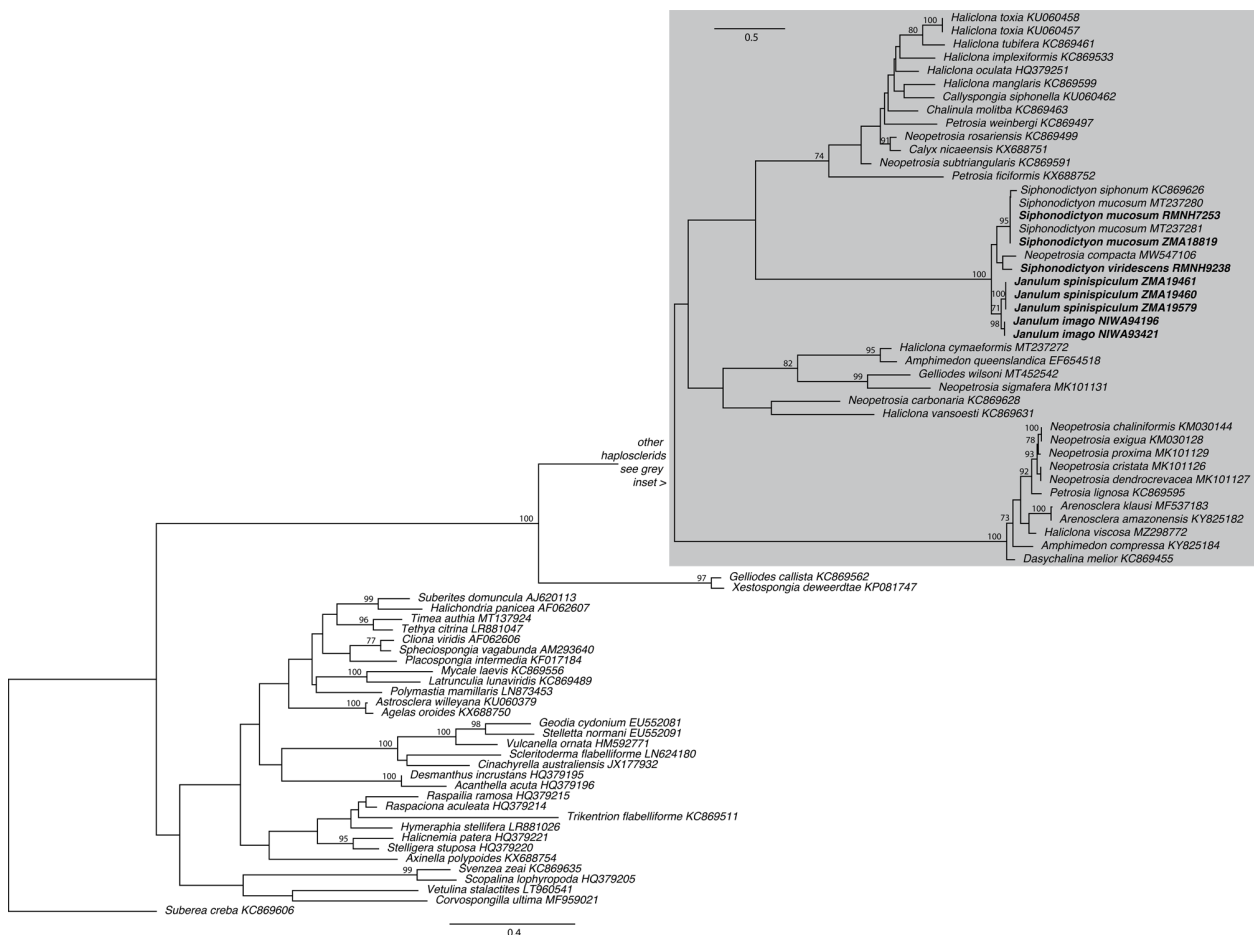 100
Haliclona toxia KU060458
Haliclona toxia KU060457
80
Haliclona tubifera KC869461
0.5
Haliclona implexiformis KC869533
Haliclona oculata HQ379251
Haliclona manglaris KC869599
Callyspongia siphonella KU060462
Chalinula molitba KC869463
Petrosia weinbergi KC869497
Neopetrosia rosariensis KC869499
91
Calyx nicaeensis KX688751
74
Neopetrosia subtriangularis KC869591
Petrosia ficiformis KX688752
Siphonodictyon siphonum KC869626
Siphonodictyon mucosum MT237280
Siphonodictyon mucosum RMNH7253
95
Siphonodictyon mucosum MT237281
Siphonodictyon mucosum ZMA18819
Neopetrosia compacta MW547106
Siphonodictyon viridescens RMNH9238
100
Janulum spinispiculum ZMA19461
100
Janulum spinispiculum ZMA19460
71
Janulum spinispiculum ZMA19579
98
Janulum imago NIWA94196
Janulum imago NIWA93421
95
Haliclona cymaeformis MT237272
82
Amphimedon queenslandica EF654518
99
Gelliodes wilsoni MT452542
Neopetrosia sigmafera MK101131
Neopetrosia carbonaria KC869628
Haliclona vansoesti KC869631
100
Neopetrosia chaliniformis KM030144
78
Neopetrosia exigua KM030128
93
Neopetrosia proxima MK101129
Neopetrosia cristata MK101126
92
Neopetrosia dendrocrevacea MK101127
Petrosia lignosa KC869595
100
Arenosclera klausi MF537183
73
Arenosclera amazonensis KY825182
Haliclona viscosa MZ298772
100
Amphimedon compressa KY825184
Dasychalina melior KC869455
other
haplosclerids
see grey
inset >
100
97
Gelliodes callista KC869562
Xestospongia deweerdtae KP081747
99
Suberites domuncula AJ620113
Halichondria panicea AF062607
96
Timea authia MT137924
Tethya citrina LR881047
77
Cliona viridis AF062606
Spheciospongia vagabunda AM293640
Placospongia intermedia KF017184
100
Mycale laevis KC869556
Latrunculia lunaviridis KC869489
Polymastia mamillaris LN873453
100
Astrosclera willeyana KU060379
Agelas oroides KX688750
98
Geodia cydonium EU552081
100
Stelletta normani EU552091
100
Vulcanella ornata HM592771
Scleritoderma flabelliforme LN624180
Cinachyrella australiensis JX177932
100
Desmanthus incrustans HQ379195
Acanthella acuta HQ379196
Raspailia ramosa HQ379215
Raspaciona aculeata HQ379214
Trikentrion flabelliforme KC869511
Hymeraphia stellifera LR881026
95
Halicnemia patera HQ379221
Stelligera stuposa HQ379220
Axinella polypoides KX688754
99
Svenzea zeai KC869635
Scopalina lophyropoda HQ379205
Vetulina stalactites LT960541
Corvospongilla ultima MF959021
Suberea creba KC869606
0.4